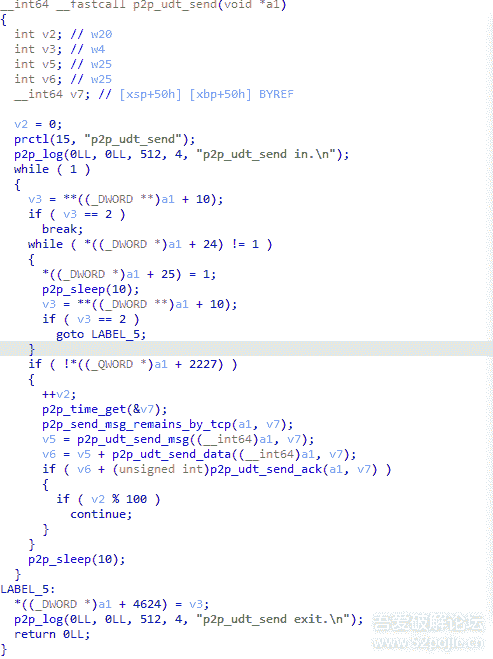 __int64 __fastcall p2p_udt_send(void *a1)
{
  int v2; // w20
  int v3; // w4
  int v5; // w25
  int v6; // w25
  __int64 v7; // [xsp+50h] [xbp+50h] BYREF

  v2 = 0;
  prctl(15, "p2p_udt_send");
  p2p_log(0LL, 0LL, 512, 4, "p2p_udt_send in.\n");
  while ( 1 )
  {
    v3 = **((_DWORD **)a1 + 10);
    if ( v3 == 2 )
      break;
    while ( *((_DWORD *)a1 + 24) != 1 )
    {
      *((_DWORD *)a1 + 25) = 1;
      p2p_sleep(10);
      v3 = **((_DWORD **)a1 + 10);
      if ( v3 == 2 )
        goto LABEL_5;
    }
    if ( !*((_QWORD *)a1 + 2227) )
    {
      ++v2;
      p2p_time_get(&v7);
      p2p_send_msg_remains_by_tcp(a1, v7);
      v5 = p2p_udt_send_msg((__int64)a1, v7);
      v6 = v5 + p2p_udt_send_data((__int64)a1, v7);
      if ( v6 + (unsigned int)p2p_udt_send_ack(a1, v7) )
      {
        if ( v2 % 100 )
          continue;
      }
    }
    p2p_sleep(10);
  }
LABEL_5:
  *((_DWORD *)a1 + 4624) = v3;
  p2p_log(0LL, 0LL, 512, 4, "p2p_udt_send exit.\n");
  return 0LL;
}
吾爱破解论坛
www.52pojie.cn